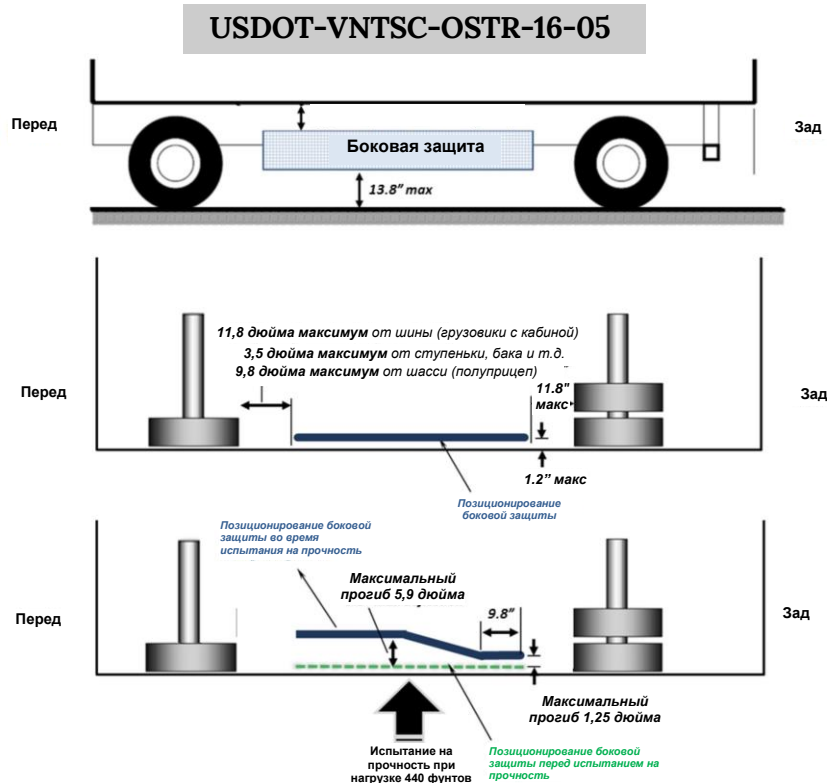 USDOT-VNTSC-OSTR-16-05
Перед
Зад
Боковая защита
13.8" max
11,8 дюйма максимум от шины (грузовики с кабиной)
3,5 дюйма максимум от ступеньки, бака и т.д.
9,8 дюйма максимум от шасси (полуприцеп)
Перед
11.8"
макс
Зад
1.2” макс
Позиционирование
боковой защиты
Позиционирование боковой
защиты во время
испытания на прочность
Максимальный
прогиб 5,9 дюйма
9.8”
Перед
Зад
Максимальный
прогиб 1,25 дюйма
Испытание на
прочность при
нагрузке 440 фунтов
Позиционирование боковой
защиты перед испытанием на
прочность